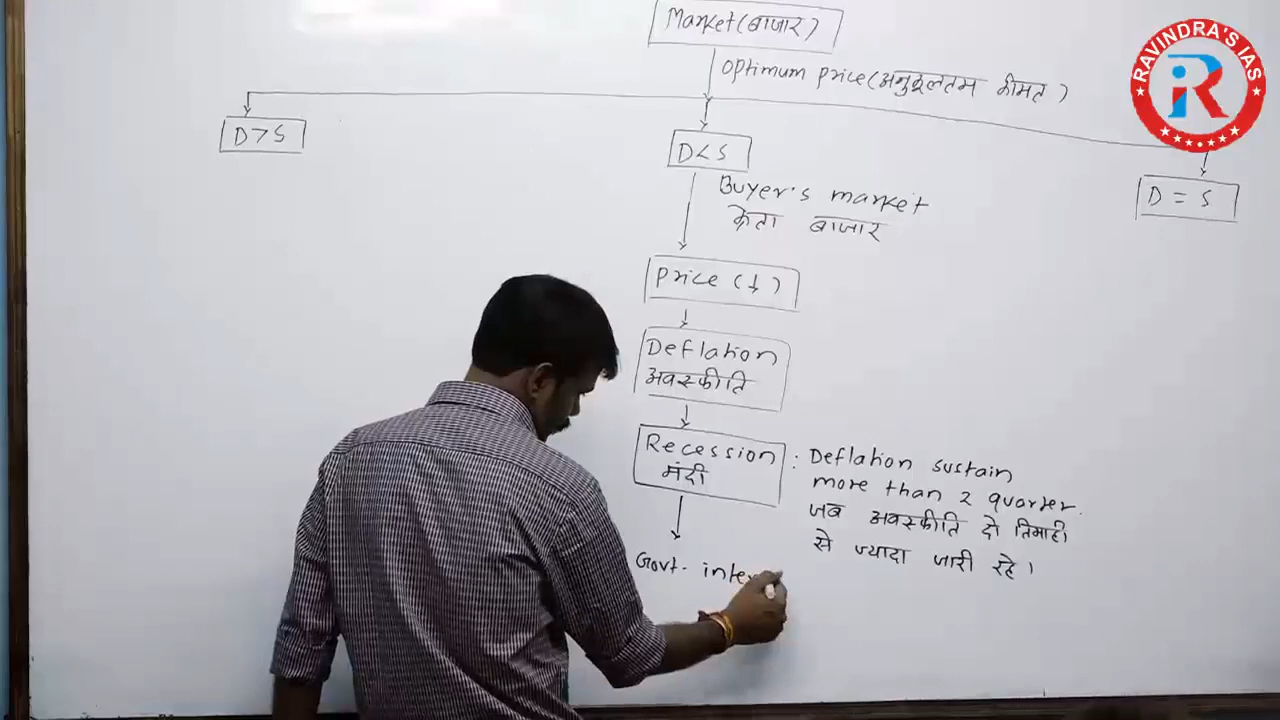 Market(बाजार)
optimum price(अनुकूलतम कीमत)
D>S
D<S
D = S
Buyer's market
क्रेता बाजार
Price (↓)
Deflation
अवस्फीति
Recession
मंदी
: Deflation sustain
more than 2 quarter.
जब अवस्फीति दो तिमाही
से ज्यादा जारी रहे।
Govt. inte
RAVINDRA'S IAS
iR